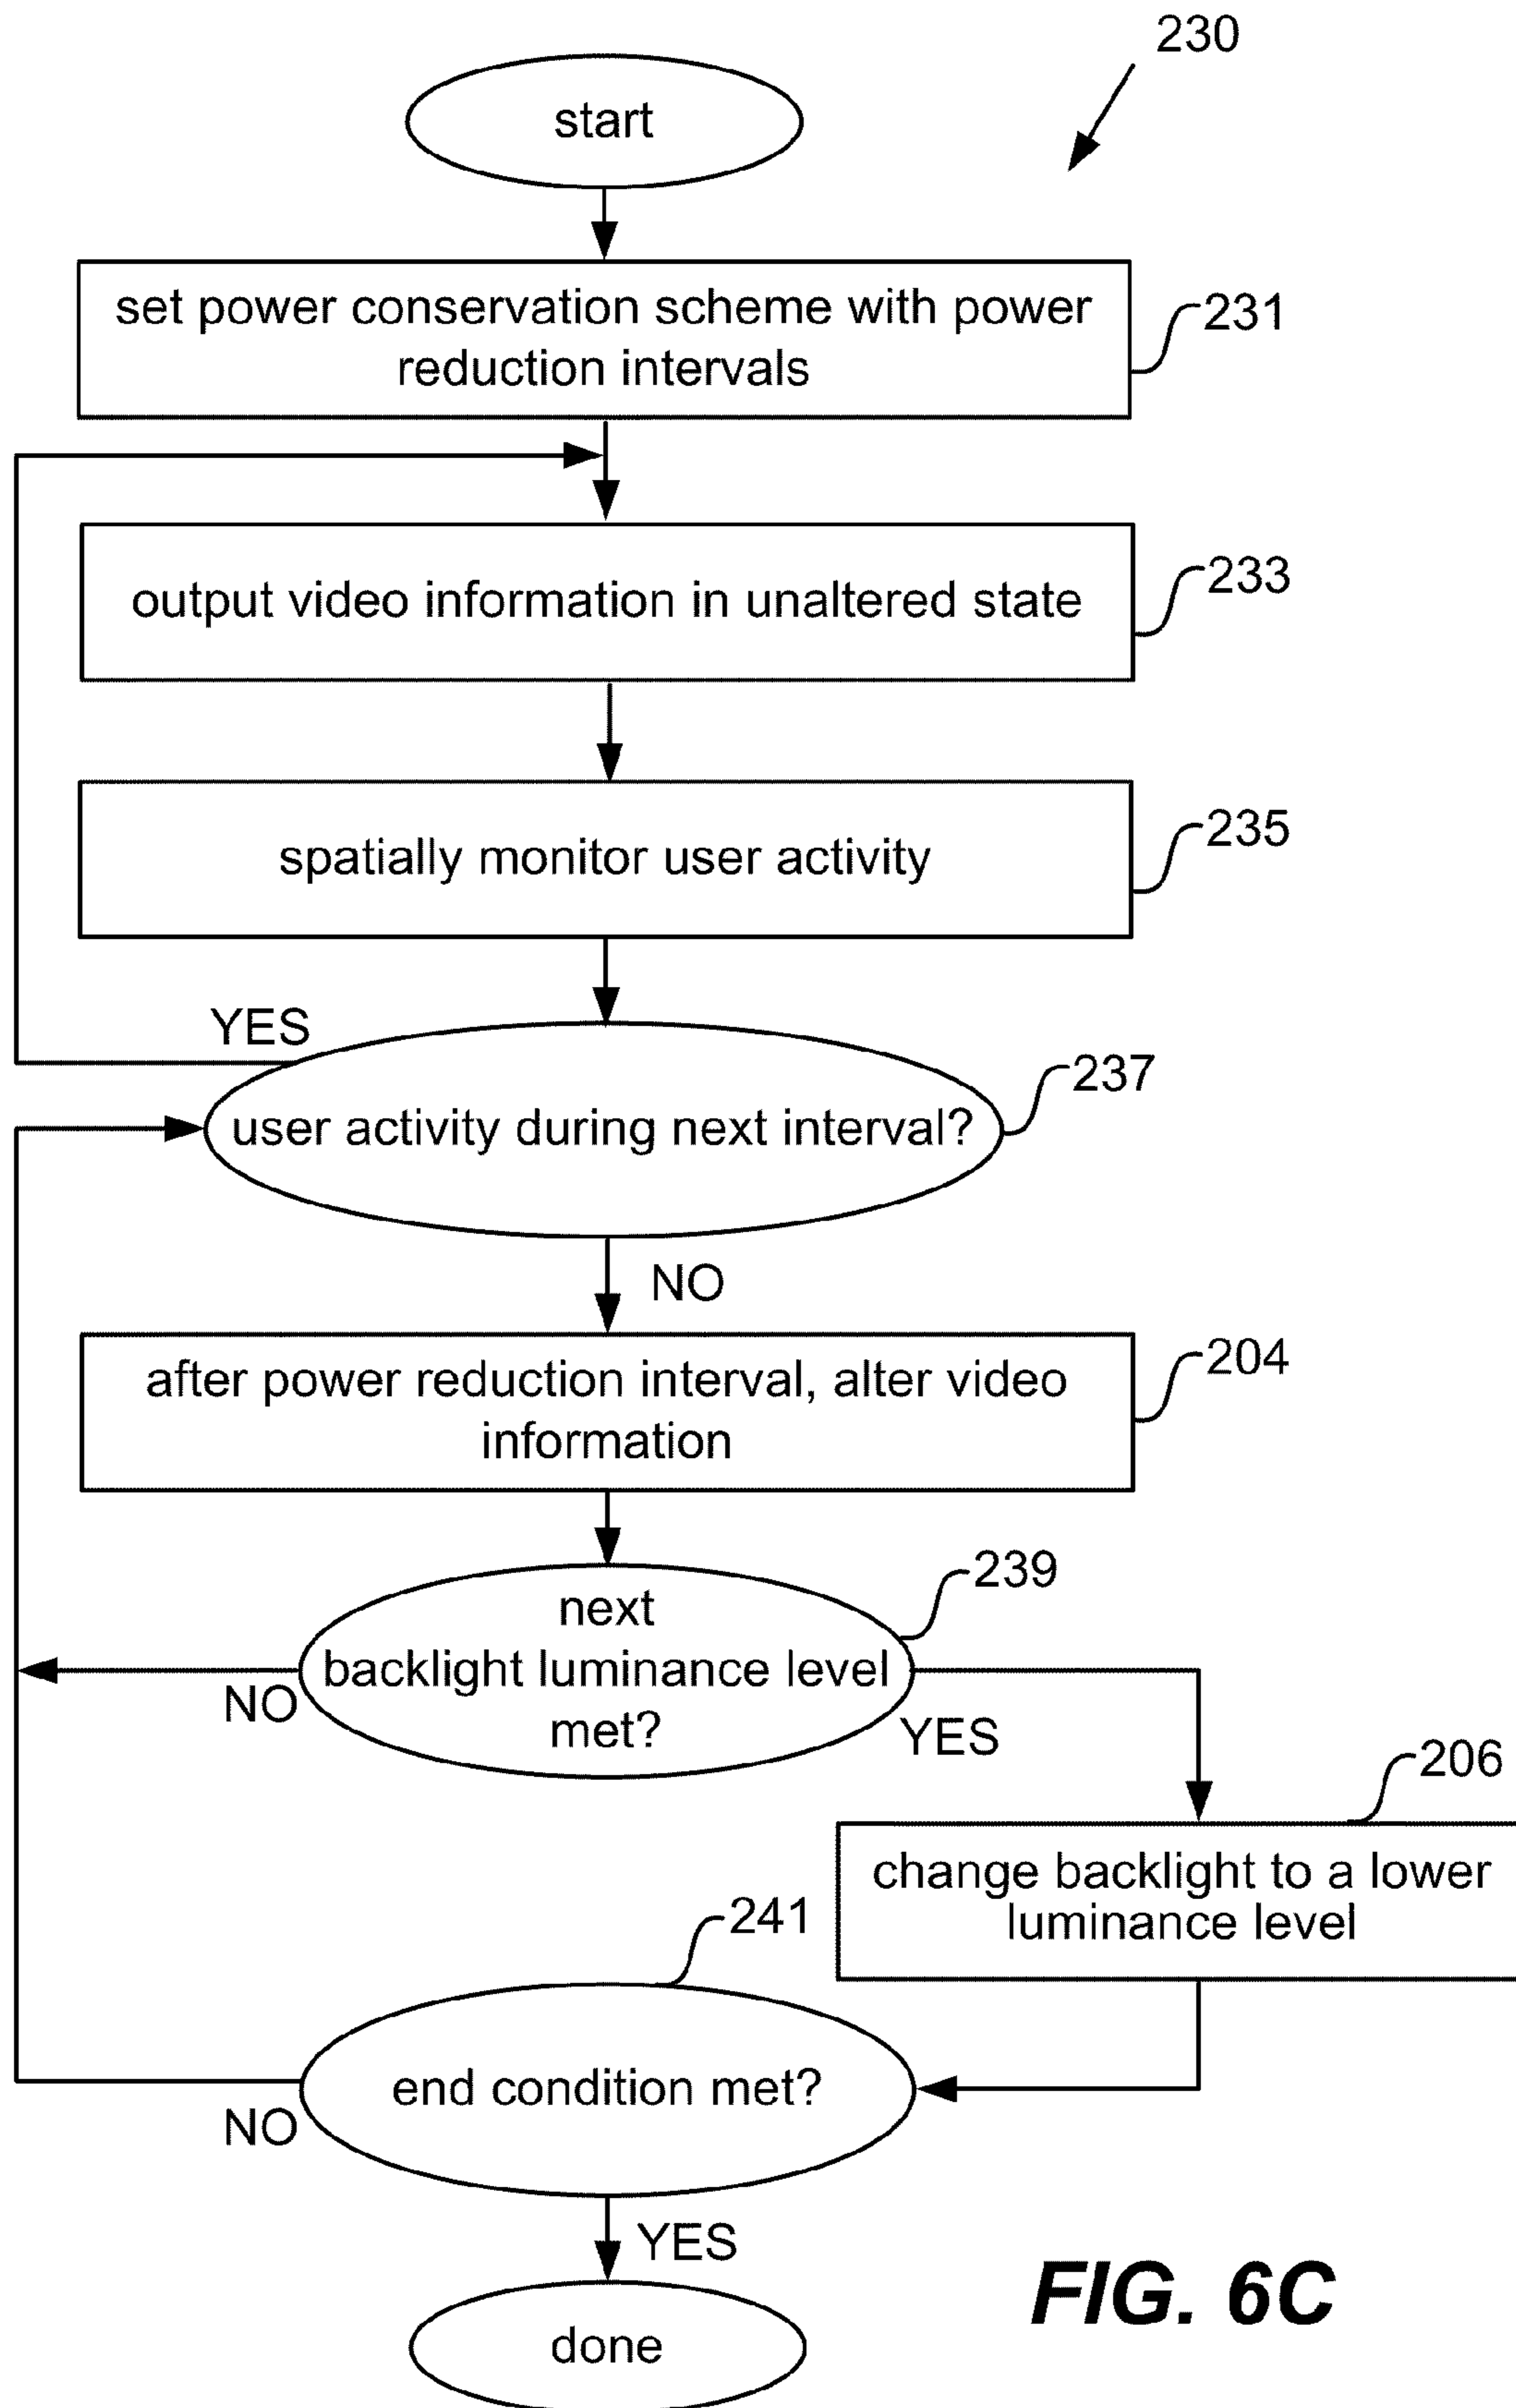 230
start
set power conservation scheme with power
reduction intervals
231
output video information in unaltered state
233
spatially monitor user activity
235
YES
user activity during next interval?
237
NO
after power reduction interval, alter video
information
204
next
backlight luminance level
met?
239
NO
YES
206
change backlight to a lower
luminance level
241
end condition met?
NO
YES
done
FIG. 6C